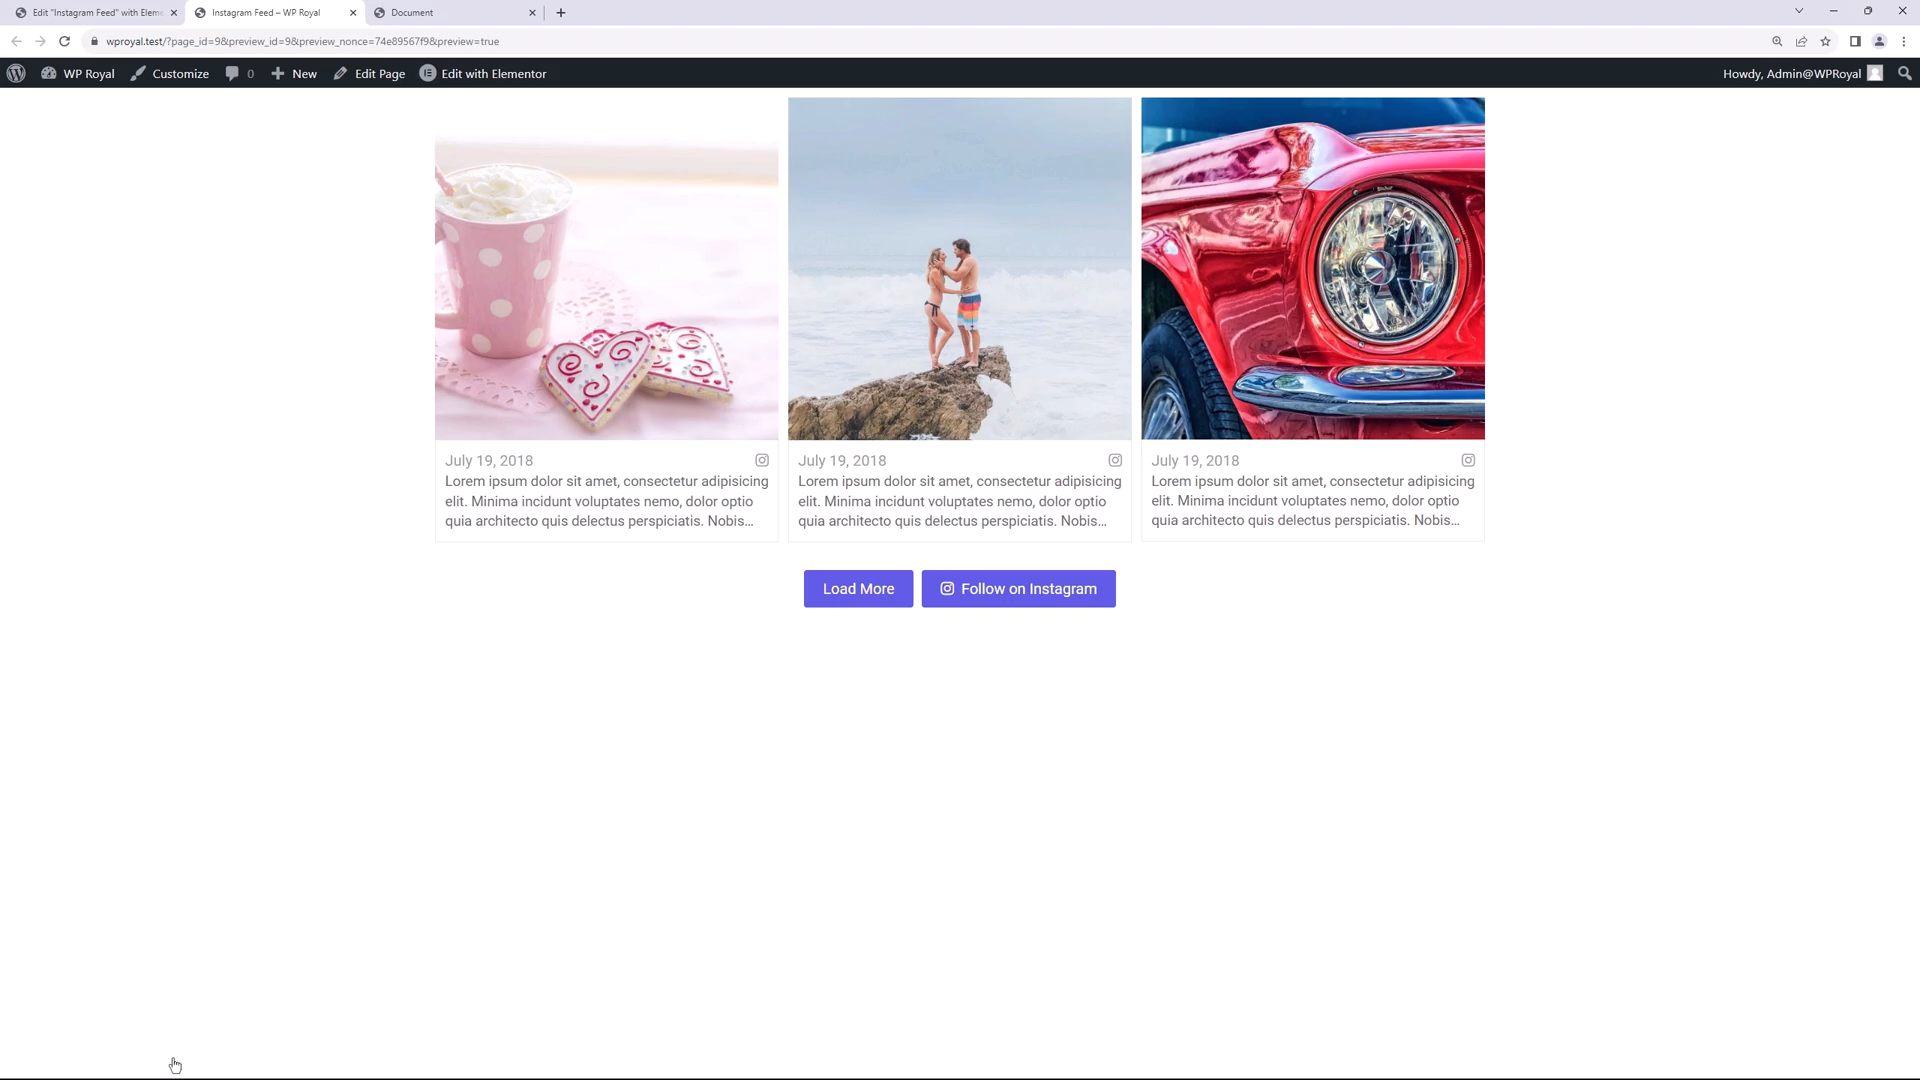 Edit "Instagram Feed" with Eleme
Instagram Feed – WP Royal
Document
wproyal.test/?page_id=9&preview_id=9&preview_nonce=74e89567f9&preview=true
WP Royal
Customize
0
New
Edit Page
Edit with Elementor
Howdy, Admin@WPRoyal
July 19, 2018
Lorem ipsum dolor sit amet, consectetur adipisicing
elit. Minima incidunt voluptates nemo, dolor optio
quia architecto quis delectus perspiciatis. Nobis...
July 19, 2018
Lorem ipsum dolor sit amet, consectetur adipisicing
elit. Minima incidunt voluptates nemo, dolor optio
quia architecto quis delectus perspiciatis. Nobis...
July 19, 2018
Lorem ipsum dolor sit amet, consectetur adipisicing
elit. Minima incidunt voluptates nemo, dolor optio
quia architecto quis delectus perspiciatis. Nobis...
Load More
Follow on Instagram